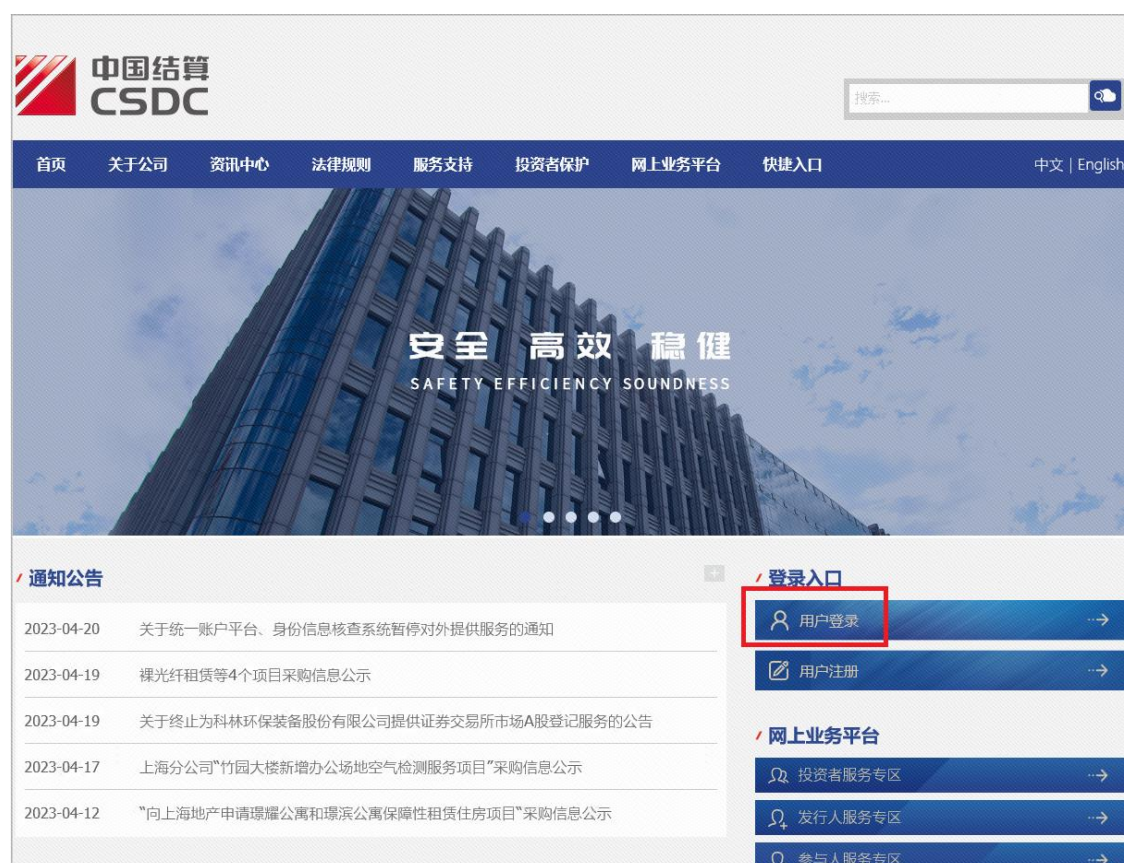 中国结算
CSDC
搜索...
首页 关于公司 资讯中心 法律规则 服务支持 投资者保护 网上业务平台 快捷入口 中文 | English
安全 高效 稳健
SAFETY EFFICIENCY SOUNDNESS
通知公告
2023-04-20 关于统一账户平台、身份信息核查系统暂停对外提供服务的通知
2023-04-19 裸光纤租赁等4个项目采购信息公示
2023-04-19 关于终止为科林环保装备股份有限公司提供证券交易所市场A股登记服务的公告
2023-04-17 上海分公司“竹园大楼新增办公场地空气检测服务项目”采购信息公示
2023-04-12 “向上海地产申请璟耀公寓和璟滨公寓保障性租赁住房项目“采购信息公示
登录入口
用户登录
用户注册
网上业务平台
投资者服务专区
发行人服务专区
参与人服务专区